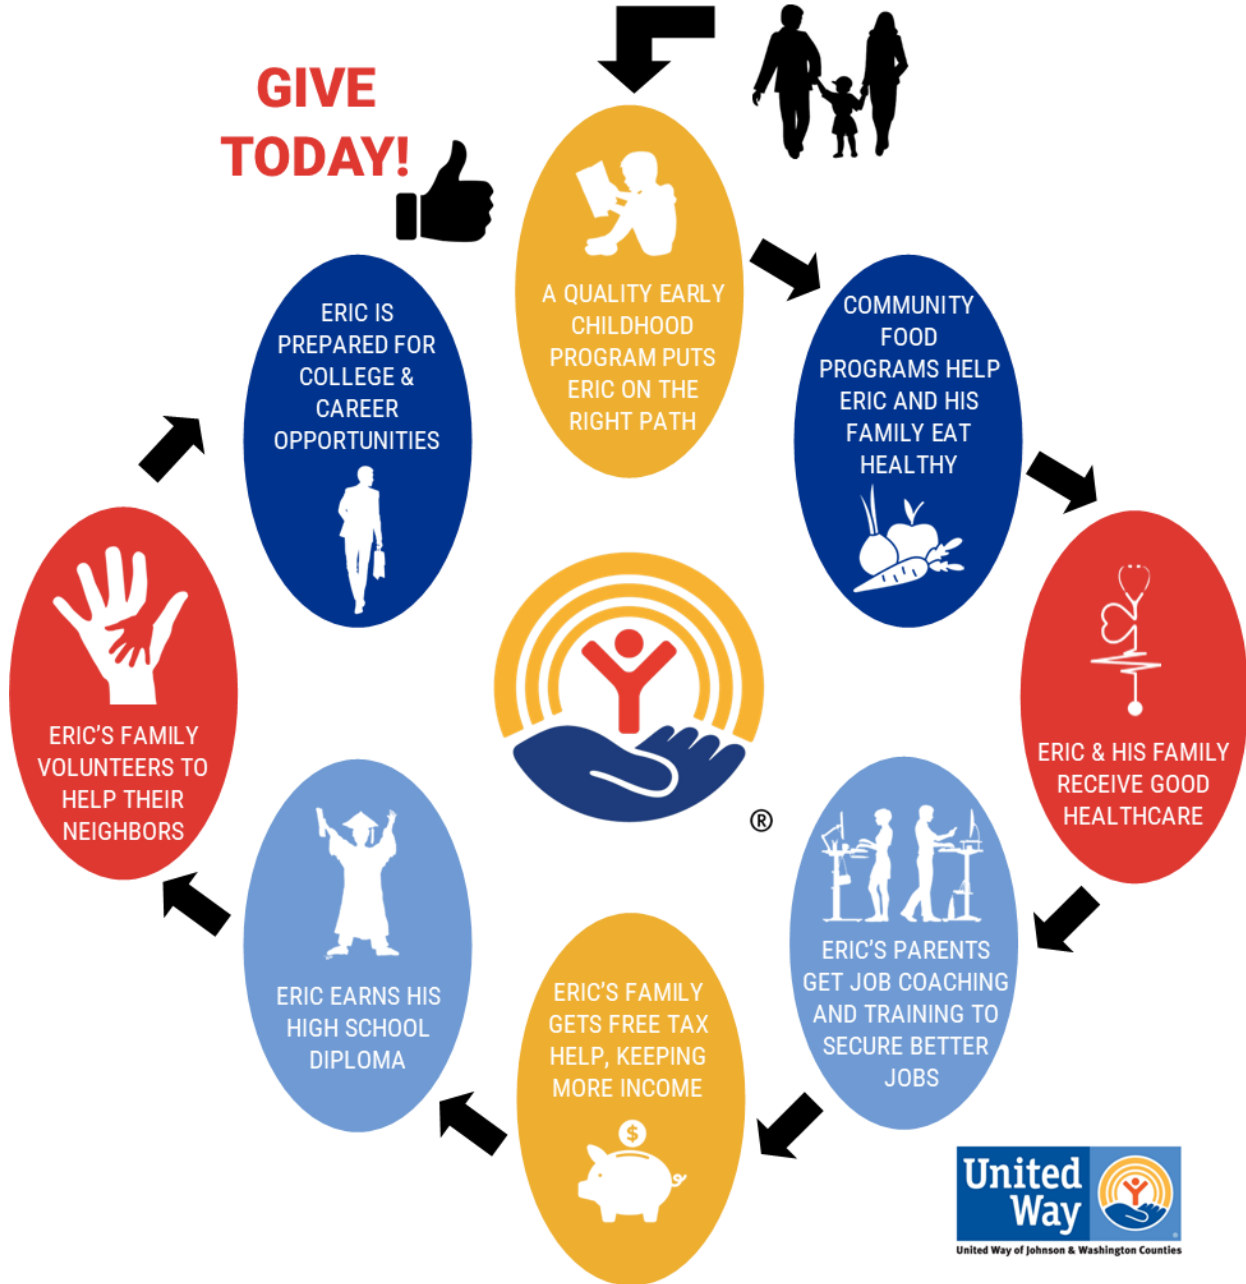 GIVE
TODAY!
A QUALITY EARLY
CHILDHOOD
PROGRAM PUTS
ERIC ON THE
RIGHT PATH
COMMUNITY
FOOD
PROGRAMS HELP
ERIC AND HIS
FAMILY EAT
HEALTHY
ERIC & HIS FAMILY
RECEIVE GOOD
HEALTHCARE
ERIC'S PARENTS
GET JOB COACHING
AND TRAINING TO
SECURE BETTER
JOBS
ERIC'S FAMILY
GETS FREE TAX
HELP, KEEPING
MORE INCOME
$
ERIC EARNS HIS
HIGH SCHOOL
DIPLOMA
ERIC'S FAMILY
VOLUNTEERS TO
HELP THEIR
NEIGHBORS
ERIC IS
PREPARED FOR
COLLEGE &
CAREER
OPPORTUNITIES
®
United
Way
United Way of Johnson & Washington Counties